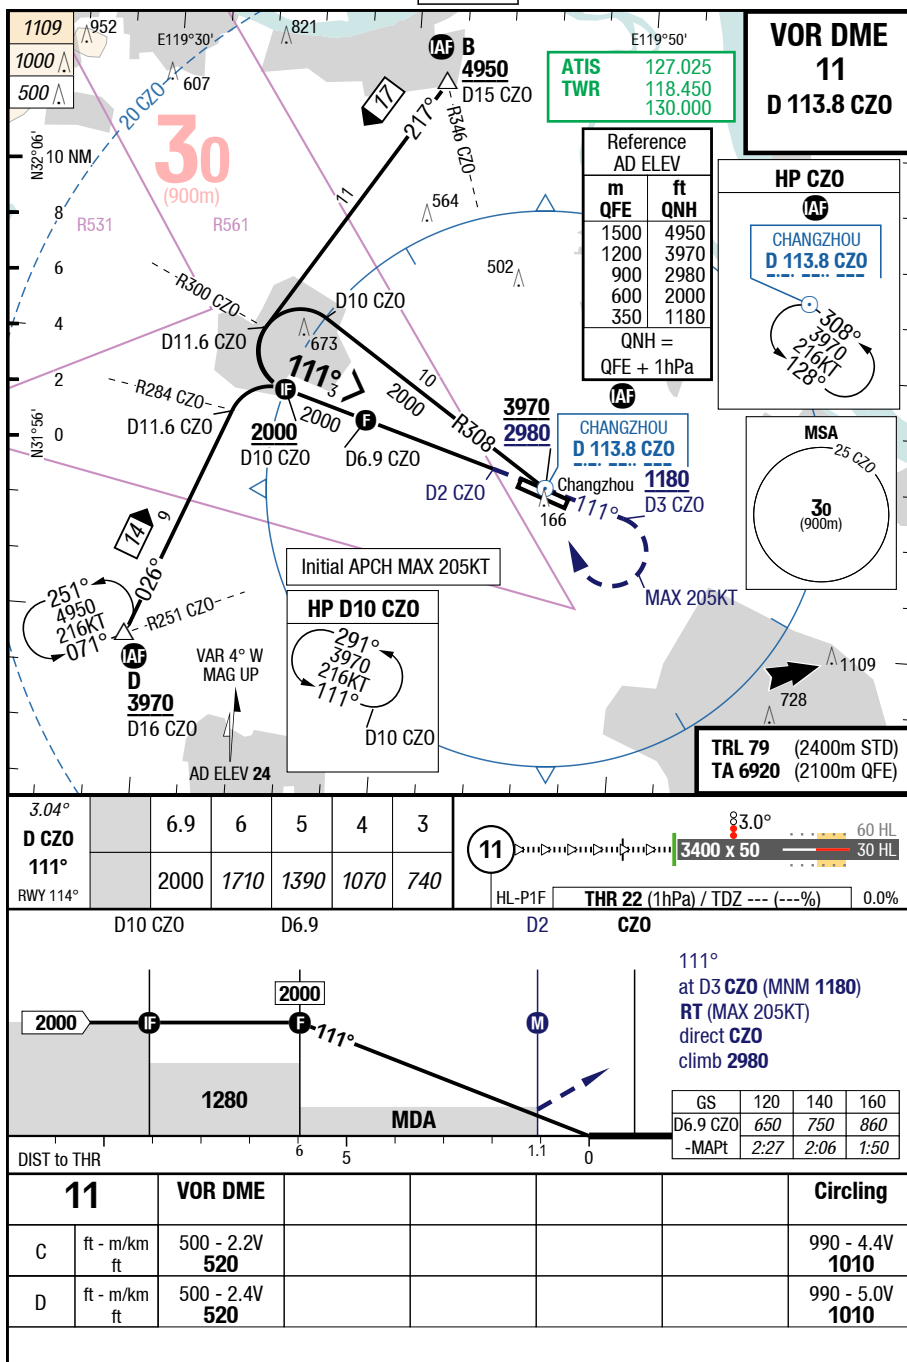 1109
1000
500
952
821
607
E119°30'
E119°50'
IAF B
4950
D15 CZO
ATIS 127.025
TWR 118.450
130.000
VOR DME
11
D 113.8 CZO
20 CZO
30
(900m)
17
217°
R346 CZO
11
N32°06'
10 NM
8
6
4
2
0
N31°56'
R531
R561
564
502
Reference
AD ELEV
m ft
QFE QNH
1500 4950
1200 3970
900 2980
600 2000
350 1180
QNH =
QFE + 1hPa
HP CZO
IAF
CHANGZHOU
D 113.8 CZO
308°
3970
216KT
128°
R300 CZO
D10 CZO
D11.6 CZO
673
111°
3
10
2000
R308
R284 CZO
D11.6 CZO
IF
2000
F
2000
D10 CZO
D6.9 CZO
IAF
3970
2980
CHANGZHOU
D 113.8 CZO
D2 CZO
Changzhou
166
111°
1180
D3 CZO
MAX 205KT
MSA
25 CZO
30
(900m)
14
9
026°
251°
4950
216KT
071°
R251 CZO
IAF
D
3970
D16 CZO
VAR 4° W
MAG UP
AD ELEV 24
Initial APCH MAX 205KT
HP D10 CZO
291°
3970
216KT
111°
D10 CZO
1109
728
TRL 79 (2400m STD)
TA 6920 (2100m QFE)
3.04°
D CZO
111°
RWY 114°
6.9 6 5 4 3
2000 1710 1390 1070 740
11
HL-P1F
3.0°
3400 x 50
60 HL
30 HL
THR 22 (1hPa) / TDZ --- (---%)
0.0%
D10 CZO D6.9 D2 CZO
2000
IF
2000
F
111°
M
1280
MDA
111°
at D3 CZO (MNM 1180)
RT (MAX 205KT)
direct CZO
climb 2980
GS 120 140 160
D6.9 CZO 650 750 860
-MAPt 2:27 2:06 1:50
DIST to THR 6 5 1.1 0
11 VOR DME Circling
C ft - m/km 500 - 2.2V 990 - 4.4V
ft 520 1010
D ft - m/km 500 - 2.4V 990 - 5.0V
ft 520 1010